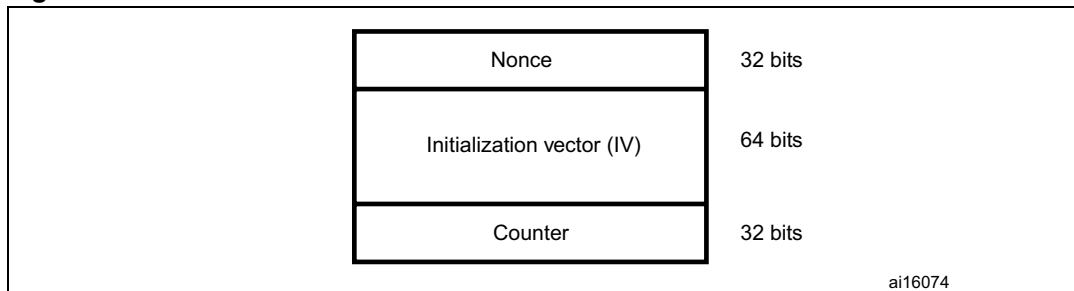 Nonce 32 bits
Initialization vector (IV) 64 bits
Counter 32 bits
ai16074